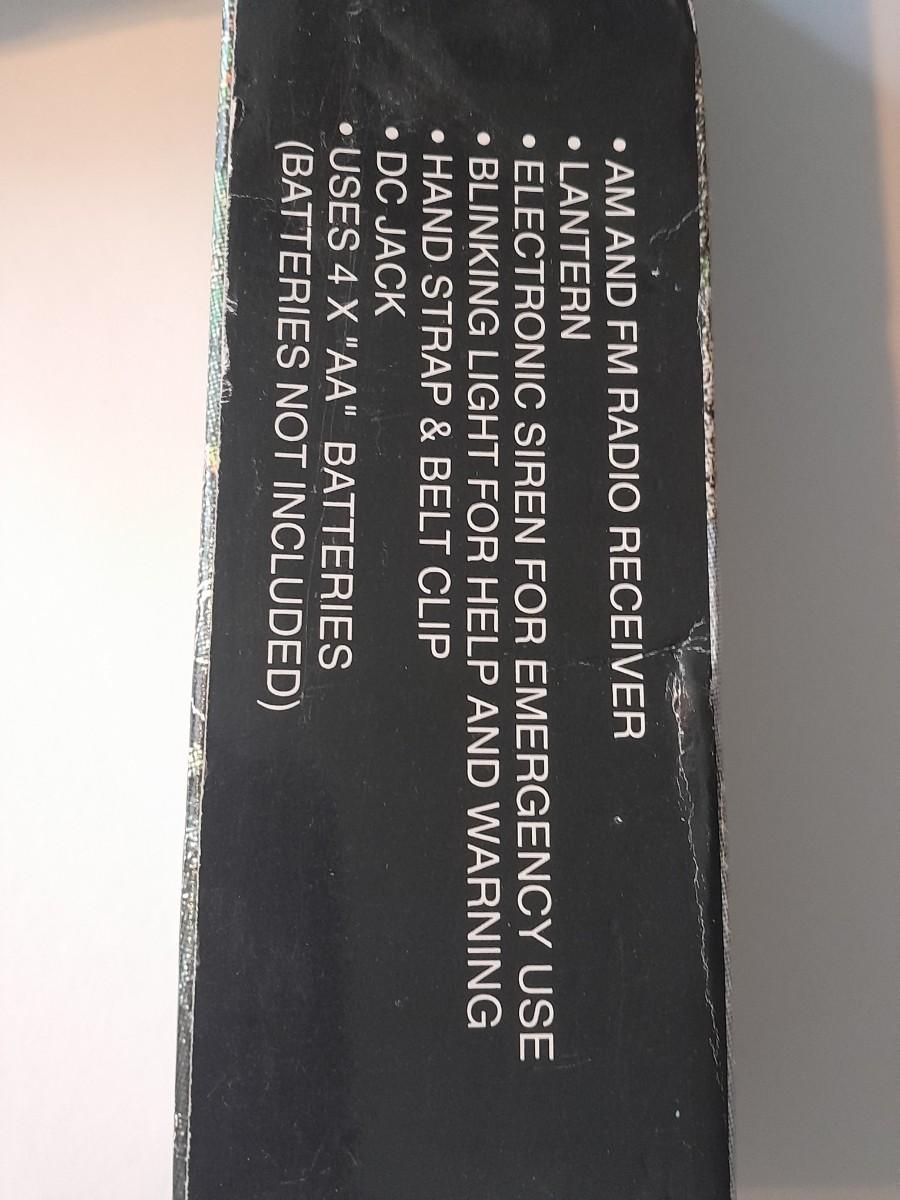 • AM AND FM RADIO RECEIVER
• LANTERN
• ELECTRONIC SIREN FOR EMERGENCY USE
• BLINKING LIGHT FOR HELP AND WARNING
• HAND STRAP & BELT CLIP
• DC JACK
• USES 4 X "AA" BATTERIES
(BATTERIES NOT INCLUDED)